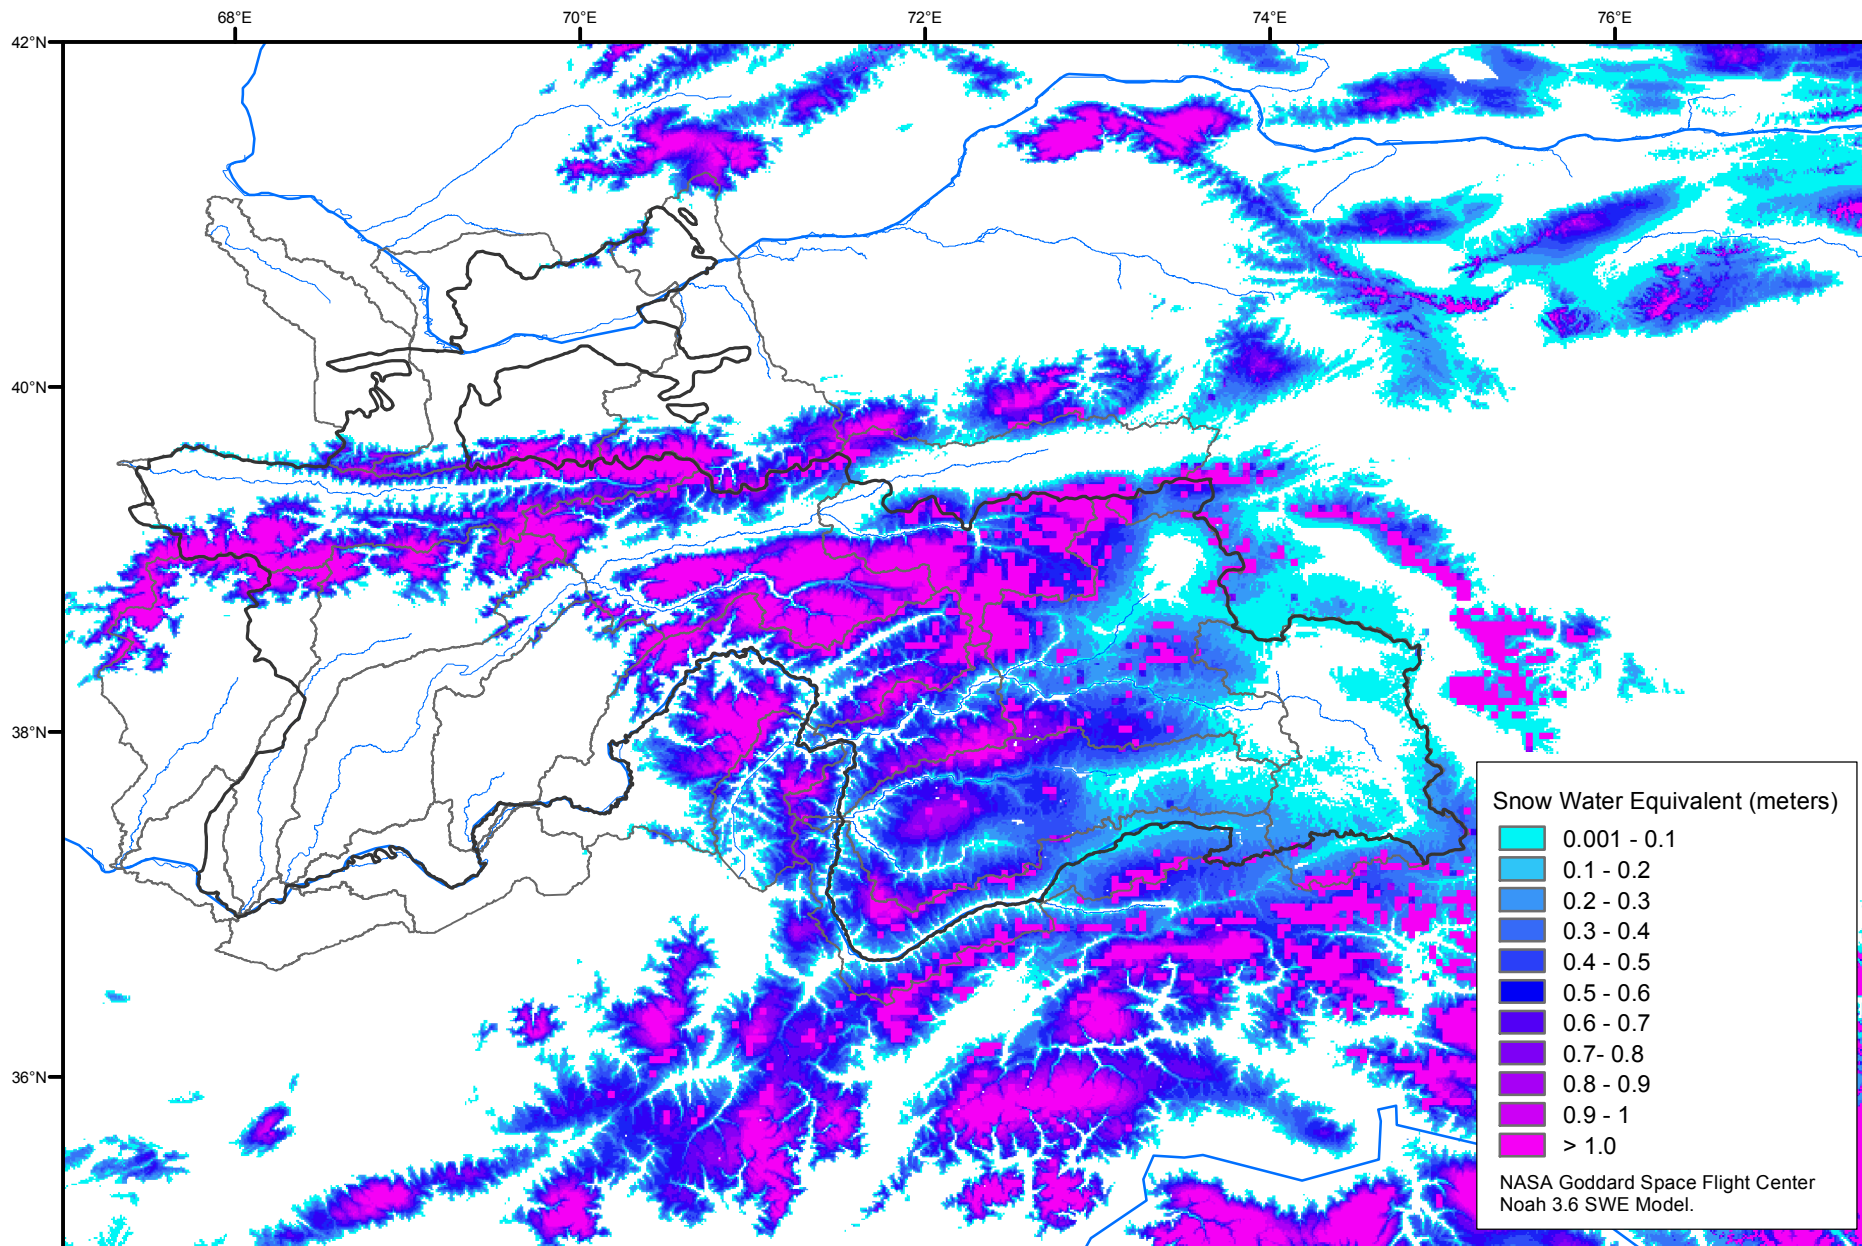 68°E
70°E
72°E
74°E
76°E
42°N
40°N
38°N
36°N
Snow Water Equivalent (meters)
0.001 - 0.1
0.1 - 0.2
0.2 - 0.3
0.3 - 0.4
0.4 - 0.5
0.5 - 0.6
0.6 - 0.7
0.7- 0.8
0.8 - 0.9
0.9 - 1
> 1.0
NASA Goddard Space Flight Center
Noah 3.6 SWE Model.